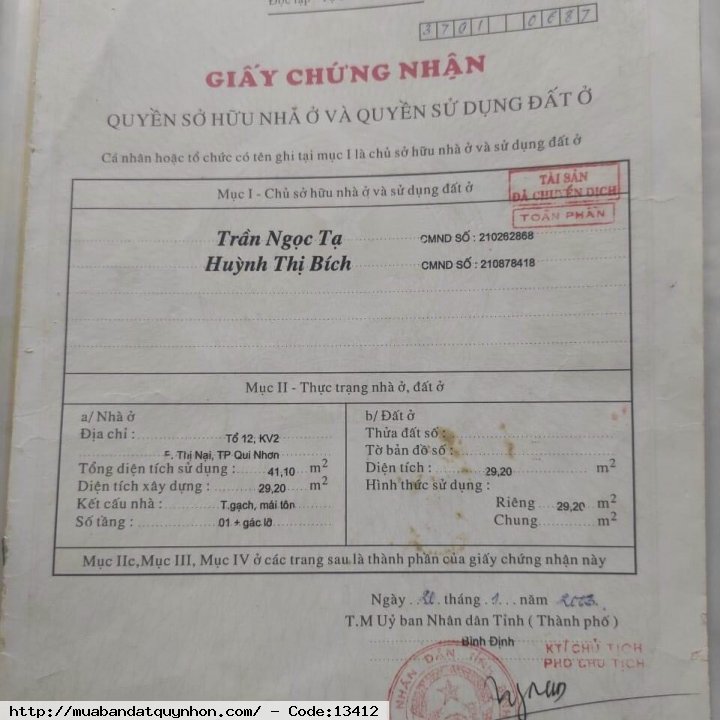 3701 0687
GIẤY CHỨNG NHẬN
QUYỀN SỞ HỮU NHÀ Ở VÀ QUYỀN SỬ DỤNG ĐẤT Ở
Cá nhân hoặc tổ chức có tên ghi tại mục I là chủ sở hữu nhà ở và sử dụng đất ở
Mục I - Chủ sở hữu nhà ở và sử dụng đất ở
TÀI SẢN
ĐÃ CHUYỂN DỊCH
TOÀN PHẦN
Trần Ngọc Tạ CMND SỐ : 210262868
Huỳnh Thị Bích CMND SỐ : 210878418
Mục II - Thực trạng nhà ở, đất ở
a/ Nhà ở
Địa chỉ : Tổ 12, KV2
F. Thị Nại, TP Qui Nhơn
Tổng diện tích sử dụng : 41,10 m2
Diện tích xây dựng : 29,20 m2
Kết cấu nhà : T.gạch, mái tôn
Số tầng : 01 + gác lỡ
b/ Đất ở
Thửa đất số :
Tờ bản đồ số :
Diện tích : 29,20 m2
Hình thức sử dụng :
Riêng 29,20 m2
Chung m2
Mục IIc,Mục III, Mục IV ở các trang sau là thành phần của giấy chứng nhận này
Ngày 20 tháng 1 năm 2003
T.M Uỷ ban Nhân dân Tỉnh ( Thành phố )
Bình Định
KT/ CHỦ TỊCH
PHÓ CHỦ TỊCH
NHÂN DÂN TỈNH
http://muabandatquynhon.com/ - Code:13412